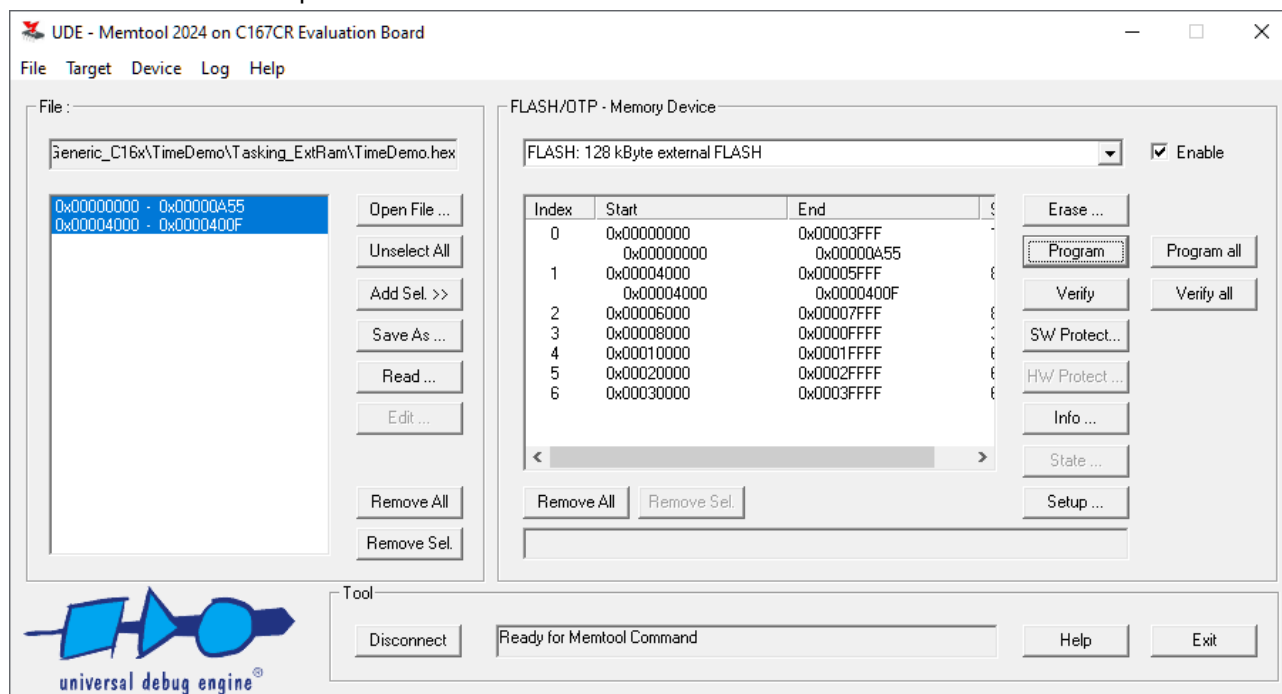 UDE - Memtool 2024 on C167CR Evaluation Board
File Target Device Log Help
File :
Generic_C16x\TimeDemo\Tasking_ExtRam\TimeDemo.hex
0x00000000 - 0x00000A55
0x00004000 - 0x0000400F
Open File ...
Unselect All
Add Sel. >>
Save As ...
Read ...
Edit ...
Remove All
Remove Sel.
FLASH/OTP - Memory Device
FLASH: 128 kByte external FLASH
Enable
Index Start End
0 0x00000000 0x00003FFF
0x00000000 0x00000A55
1 0x00004000 0x00005FFF
0x00004000 0x0000400F
2 0x00006000 0x00007FFF
3 0x00008000 0x0000FFFF
4 0x00010000 0x0001FFFF
5 0x00020000 0x0002FFFF
6 0x00030000 0x0003FFFF
Remove All Remove Sel.
Erase ...
Program Program all
Verify Verify all
SW Protect...
HW Protect ...
Info ...
State ...
Setup ...
universal debug engine®
Tool
Disconnect Ready for Memtool Command Help Exit